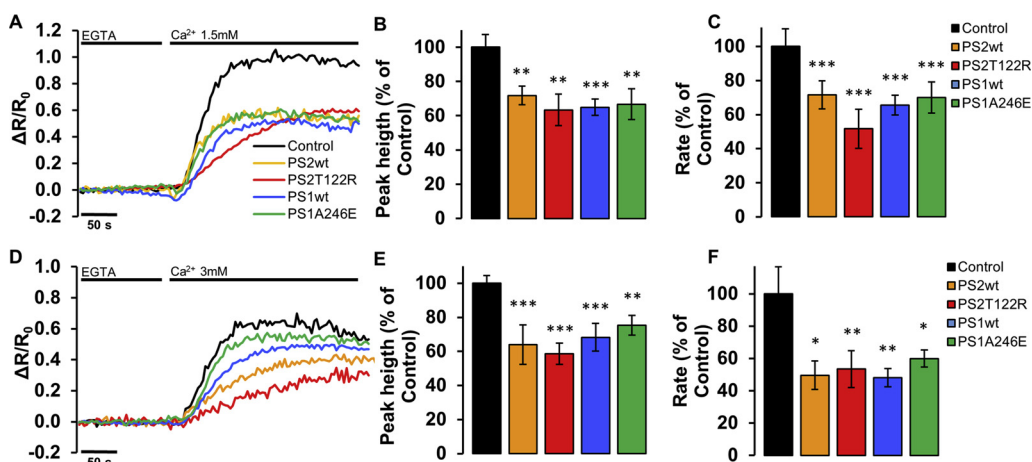 A
EGTA
Ca²⁺ 1.5mM
ΔR/R₀
1.2
1.0
0.8
0.6
0.4
0.2
0.0
-0.2
50 s
Control
PS2wt
PS2T122R
PS1wt
PS1A246E
B
Peak heigth (% of
Control)
100
80
60
40
20
0
**
**
***
**
C
Rate (% of
Control)
100
80
60
40
20
0
***
***
***
***
Control
PS2wt
PS2T122R
PS1wt
PS1A246E
D
EGTA
Ca²⁺ 3mM
ΔR/R₀
1.0
0.8
0.6
0.4
0.2
0.0
-0.2
50 s
E
Peak heigth (% of
Control)
100
80
60
40
20
0
***
***
***
**
F
Rate (% of
Control)
100
80
60
40
20
0
*
**
**
*
Control
PS2wt
PS2T122R
PS1wt
PS1A246E